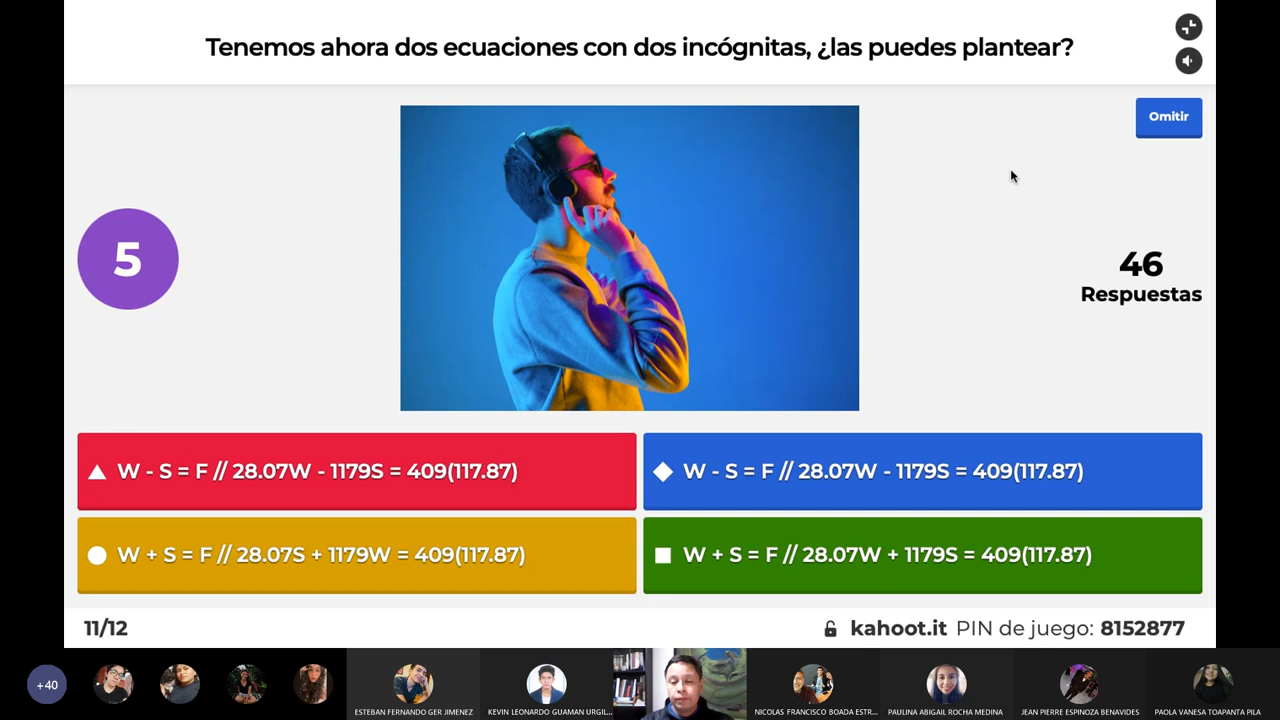 Tenemos ahora dos ecuaciones con dos incógnitas, ¿las puedes plantear?
Omitir
5
46
Respuestas
W - S = F // 28.07W - 1179S = 409(117.87)
W - S = F // 28.07W - 1179S = 409(117.87)
W + S = F // 28.07S + 1179W = 409(117.87)
W + S = F // 28.07W + 1179S = 409(117.87)
11/12
kahoot.it PIN de juego: 8152877
+40
ESTEBAN FERNANDO GER JIMENEZ
KEVIN LEONARDO GUAMAN URGIL...
NICOLAS FRANCISCO BOADA ESTR...
PAULINA ABIGAIL ROCHA MEDINA
JEAN PIERRE ESPINOZA BENAVIDES
PAOLA VANESA TOAPANTA PILA